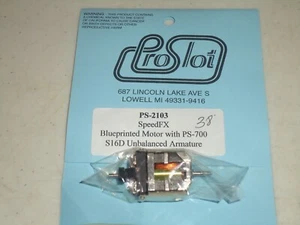 ProSlot
687 LINCOLN LAKE AVE S
LOWELL MI 49331-9416
PS-2103
SpeedFX
38
Blueprinted Motor with PS-700
S16D Unbalanced Armature